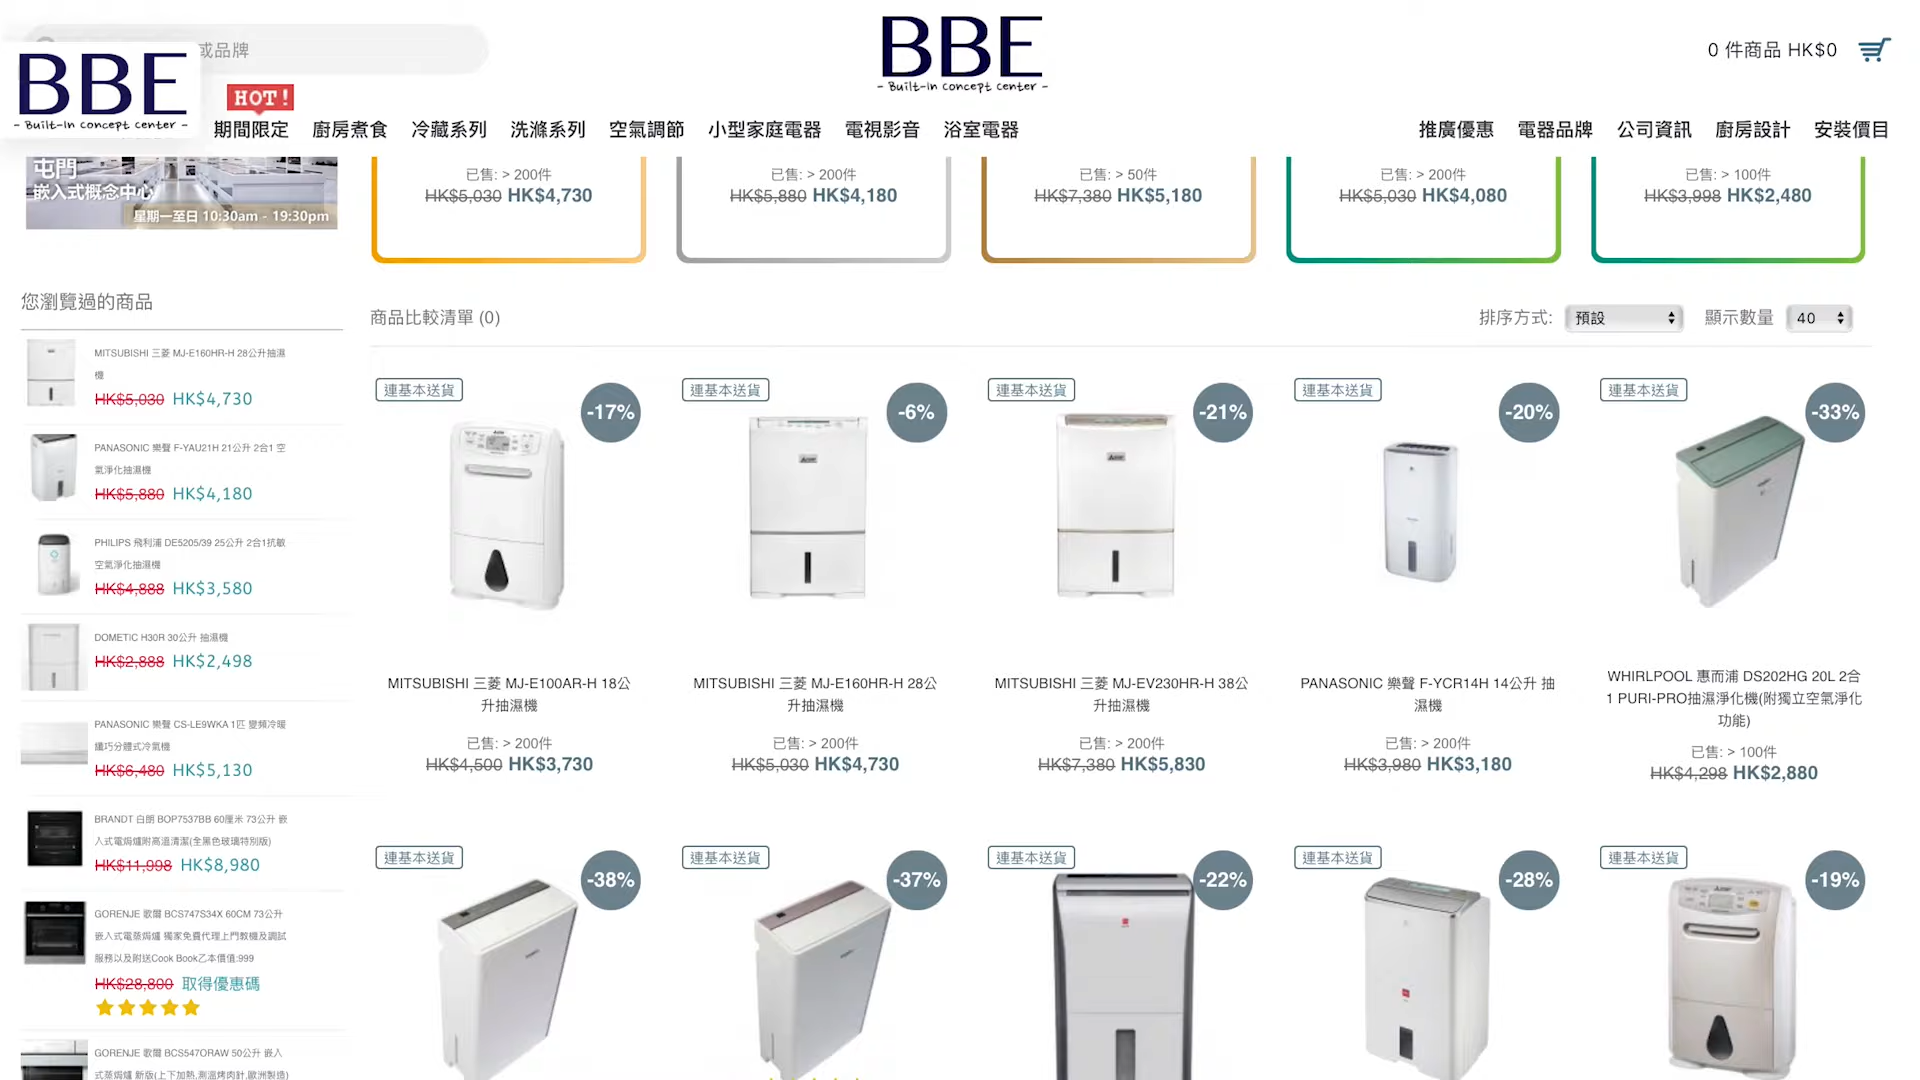 或品牌
BBE
- Built-In concept center -
BBE
- Built-In concept center -
0 件商品 HK$0
HOT!
期間限定 廚房煮食 冷藏系列 洗滌系列 空氣調節 小型家庭電器 電視影音 浴室電器
推廣優惠 電器品牌 公司資訊 廚房設計 安裝價目
屯門
嵌入式概念中心
星期一至日 10:30am - 19:30pm
已售: > 200件
HK$5,030 HK$4,730
已售: > 200件
HK$5,880 HK$4,180
已售: > 50件
HK$7,380 HK$5,180
已售: > 200件
HK$5,030 HK$4,080
已售: > 100件
HK$3,998 HK$2,480
您瀏覽過的商品
MITSUBISHI 三菱 MJ-E160HR-H 28公升抽濕
機
HK$5,030 HK$4,730
PANASONIC 樂聲 F-YAU21H 21公升 2合1 空
氣淨化抽濕機
HK$5,880 HK$4,180
PHILIPS 飛利浦 DE5205/39 25公升 2合1抗敏
空氣淨化抽濕機
HK$4,888 HK$3,580
DOMETIC H30R 30公升 抽濕機
HK$2,888 HK$2,498
PANASONIC 樂聲 CS-LE9WKA 1匹 變頻冷暖
纖巧分體式冷氣機
HK$6,480 HK$5,130
BRANDT 白朗 BOP7537BB 60厘米 73公升 嵌
入式電焗爐附高溫清潔(全黑色玻璃特別版)
HK$11,998 HK$8,980
GORENJE 歌爾 BCS747S34X 60CM 73公升
嵌入式電蒸焗爐 獨家免費代理上門教機及調試
服務以及附送Cook Book乙本價值:999
HK$28,800 取得優惠碼
GORENJE 歌爾 BCS547ORAW 50公升 嵌入
式蒸焗爐 新版(上下加熱,測溫烤肉針,歐洲製造)
商品比較清單 (0)
排序方式: 預設
顯示數量 40
連基本送貨
-17%
MITSUBISHI 三菱 MJ-E100AR-H 18公
升抽濕機
已售: > 200件
HK$4,500 HK$3,730
連基本送貨
-6%
MITSUBISHI 三菱 MJ-E160HR-H 28公
升抽濕機
已售: > 200件
HK$5,030 HK$4,730
連基本送貨
-21%
MITSUBISHI 三菱 MJ-EV230HR-H 38公
升抽濕機
已售: > 200件
HK$7,380 HK$5,830
連基本送貨
-20%
PANASONIC 樂聲 F-YCR14H 14公升 抽
濕機
已售: > 200件
HK$3,980 HK$3,180
連基本送貨
-33%
WHIRLPOOL 惠而浦 DS202HG 20L 2合
1 PURI-PRO抽濕淨化機(附獨立空氣淨化
功能)
已售: > 100件
HK$4,298 HK$2,880
連基本送貨
-38%
連基本送貨
-37%
連基本送貨
-22%
連基本送貨
-28%
連基本送貨
-19%